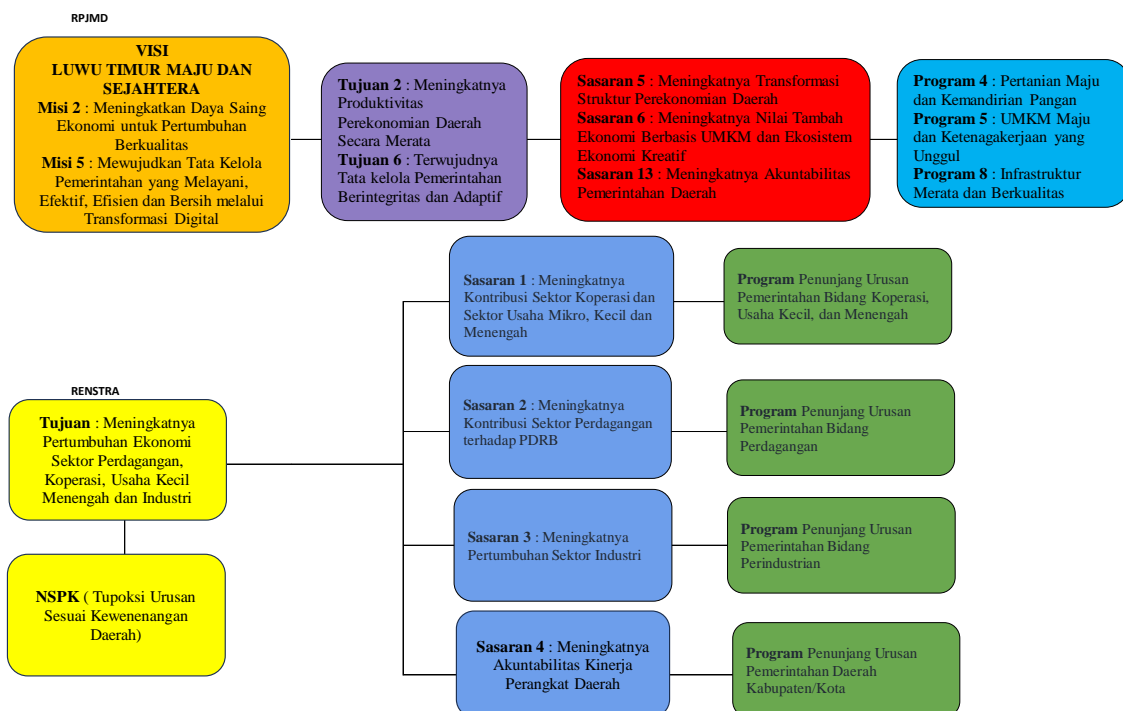 RPJMD
VISI
LUWU TIMUR MAJU DAN
SEJAHTERA
Misi 2 : Meningkatkan Daya Saing
Ekonomi untuk Pertumbuhan
Berkualitas
Misi 5 : Mewujudkan Tata Kelola
Pemerintahan yang Melayani,
Efektif, Efisien dan Bersih melalui
Transformasi Digital
Tujuan 2 : Meningkatnya
Produktivitas
Perekonomian Daerah
Secara Merata
Tujuan 6 : Terwujudnya
Tata kelola Pemerintahan
Berintegritas dan Adaptif
Sasaran 5 : Meningkatnya Transformasi
Struktur Perekonomian Daerah
Sasaran 6 : Meningkatnya Nilai Tambah
Ekonomi Berbasis UMKM dan Ekosistem
Ekonomi Kreatif
Sasaran 13 : Meningkatnya Akuntabilitas
Pemerintahan Daerah
Program 4 : Pertanian Maju
dan Kemandirian Pangan
Program 5 : UMKM Maju
dan Ketenagakerjaan yang
Unggul
Program 8 : Infrastruktur
Merata dan Berkualitas
RENSTRA
Tujuan : Meningkatnya
Pertumbuhan Ekonomi
Sektor Perdagangan,
Koperasi, Usaha Kecil
Menengah dan Industri
NSPK ( Tupoksi Urusan
Sesuai Kewenenangan
Daerah)
Sasaran 1 : Meningkatnya
Kontribusi Sektor Koperasi dan
Sektor Usaha Mikro, Kecil dan
Menengah
Program Penunjang Urusan
Pemerintahan Bidang Koperasi,
Usaha Kecil, dan Menengah
Sasaran 2 : Meningkatnya
Kontribusi Sektor Perdagangan
terhadap PDRB
Program Penunjang Urusan
Pemerintahan Bidang
Perdagangan
Sasaran 3 : Meningkatnya
Pertumbuhan Sektor Industri
Program Penunjang Urusan
Pemerintahan Bidang
Perindustrian
Sasaran 4 : Meningkatnya
Akuntabilitas Kinerja
Perangkat Daerah
Program Penunjang Urusan
Pemerintahan Daerah
Kabupaten/Kota